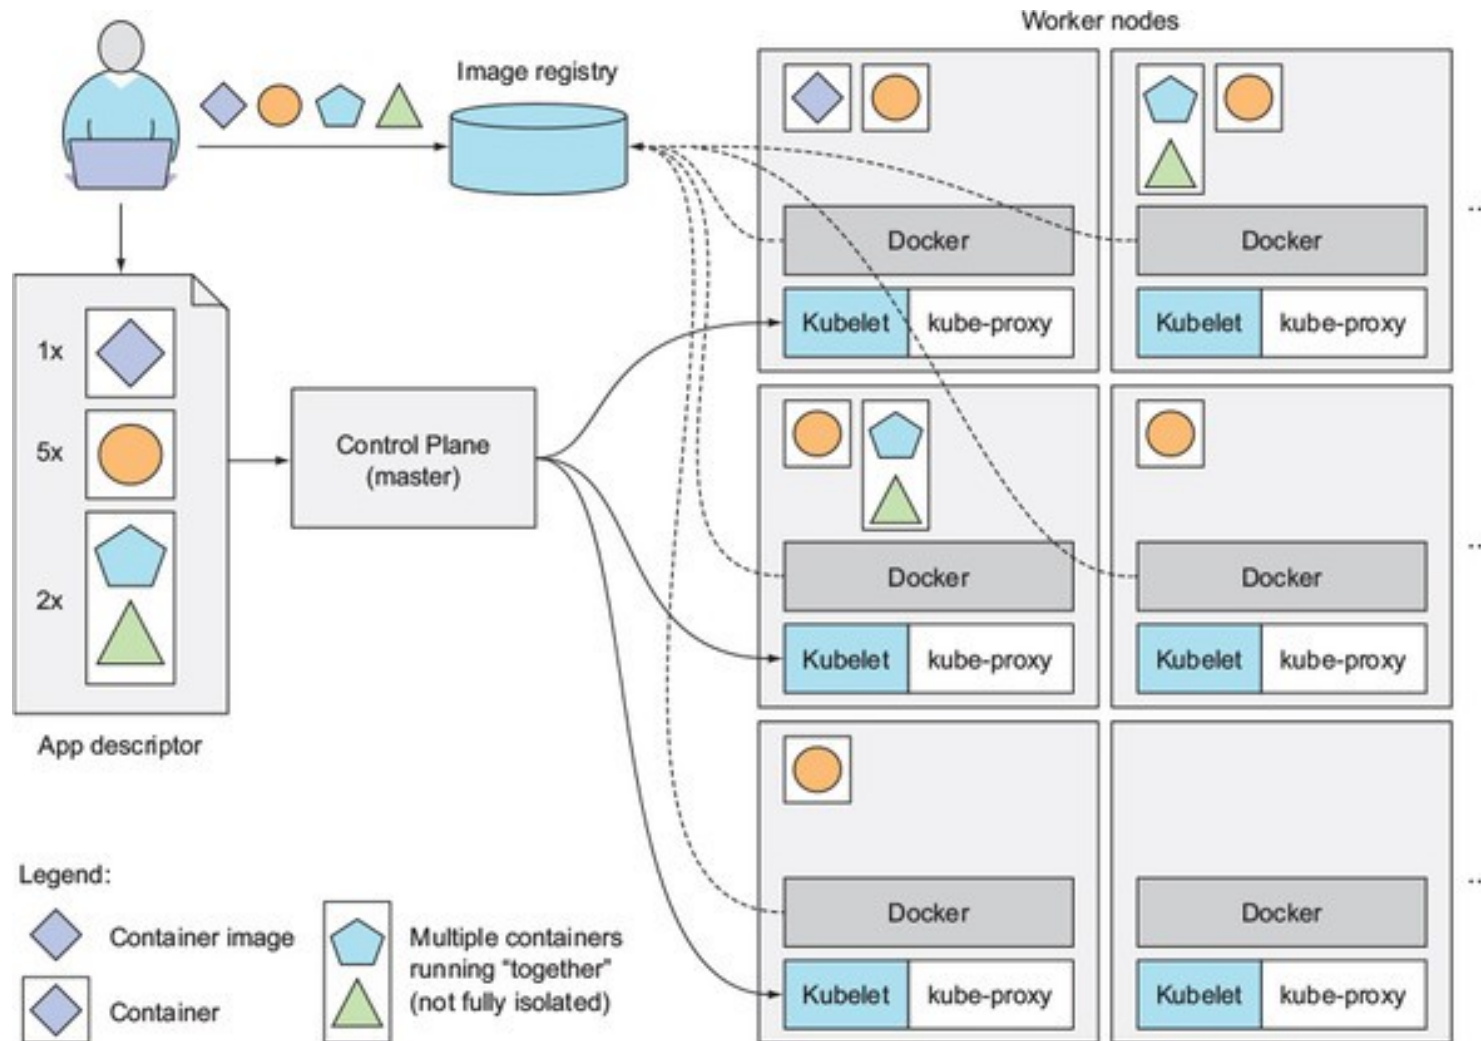 Worker nodes
Image registry
Docker
Kubelet
kube-proxy
Docker
Kubelet
kube-proxy
1x
5x
2x
App descriptor
Control Plane
(master)
Docker
Kubelet
kube-proxy
Docker
Kubelet
kube-proxy
Docker
Kubelet
kube-proxy
Docker
Kubelet
kube-proxy
Legend:
Container image
Container
Multiple containers
running “together”
(not fully isolated)